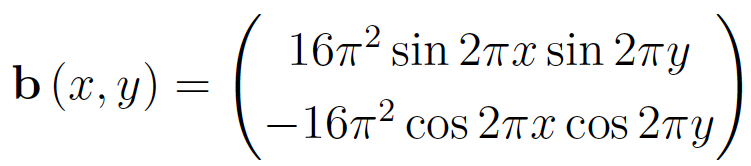 b (x, y) = ( 16π² sin 2πx sin 2πy
−16π² cos 2πx cos 2πy )